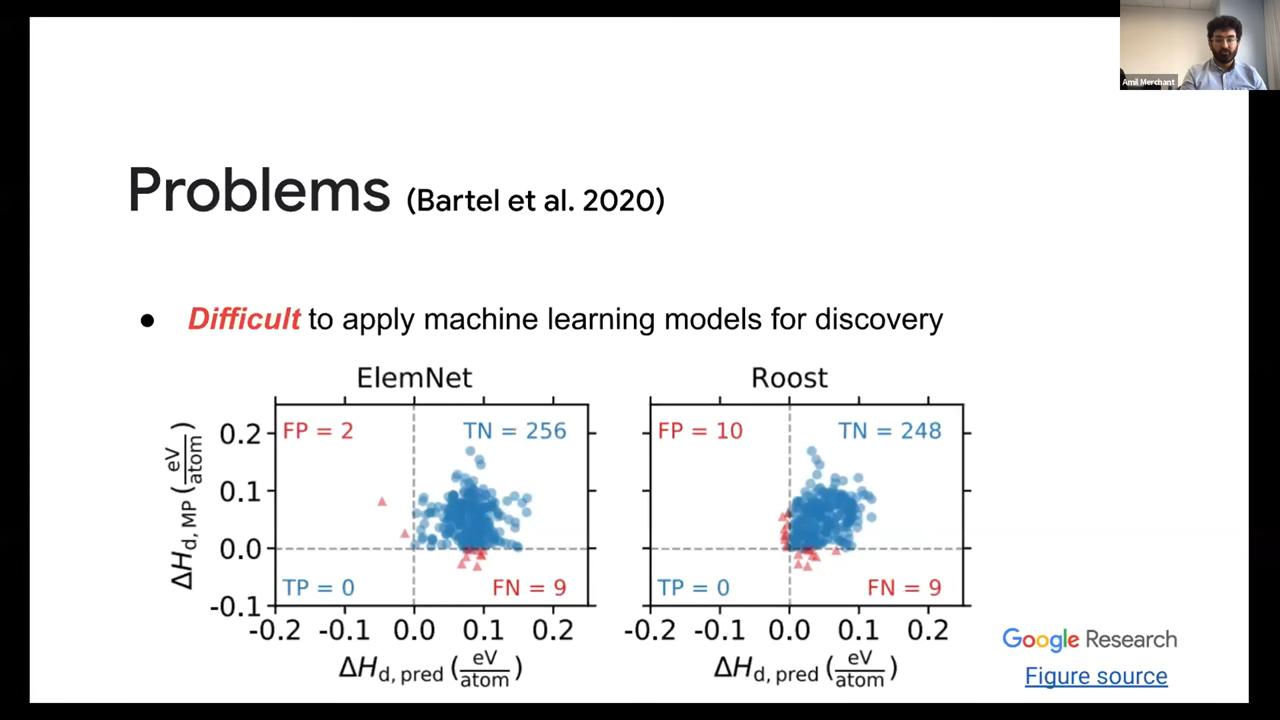 Amil Merchant
Problems (Bartel et al. 2020)
● Difficult to apply machine learning models for discovery
ElemNet
Roost
FP = 2
TN = 256
TP = 0
FN = 9
FP = 10
TN = 248
TP = 0
FN = 9
0.2
0.1
0.0
-0.1
ΔHd, MP (eV/atom)
-0.2 -0.1 0.0 0.1 0.2
-0.2 -0.1 0.0 0.1 0.2
ΔHd, pred (eV/atom)
ΔHd, pred (eV/atom)
Google Research
Figure source